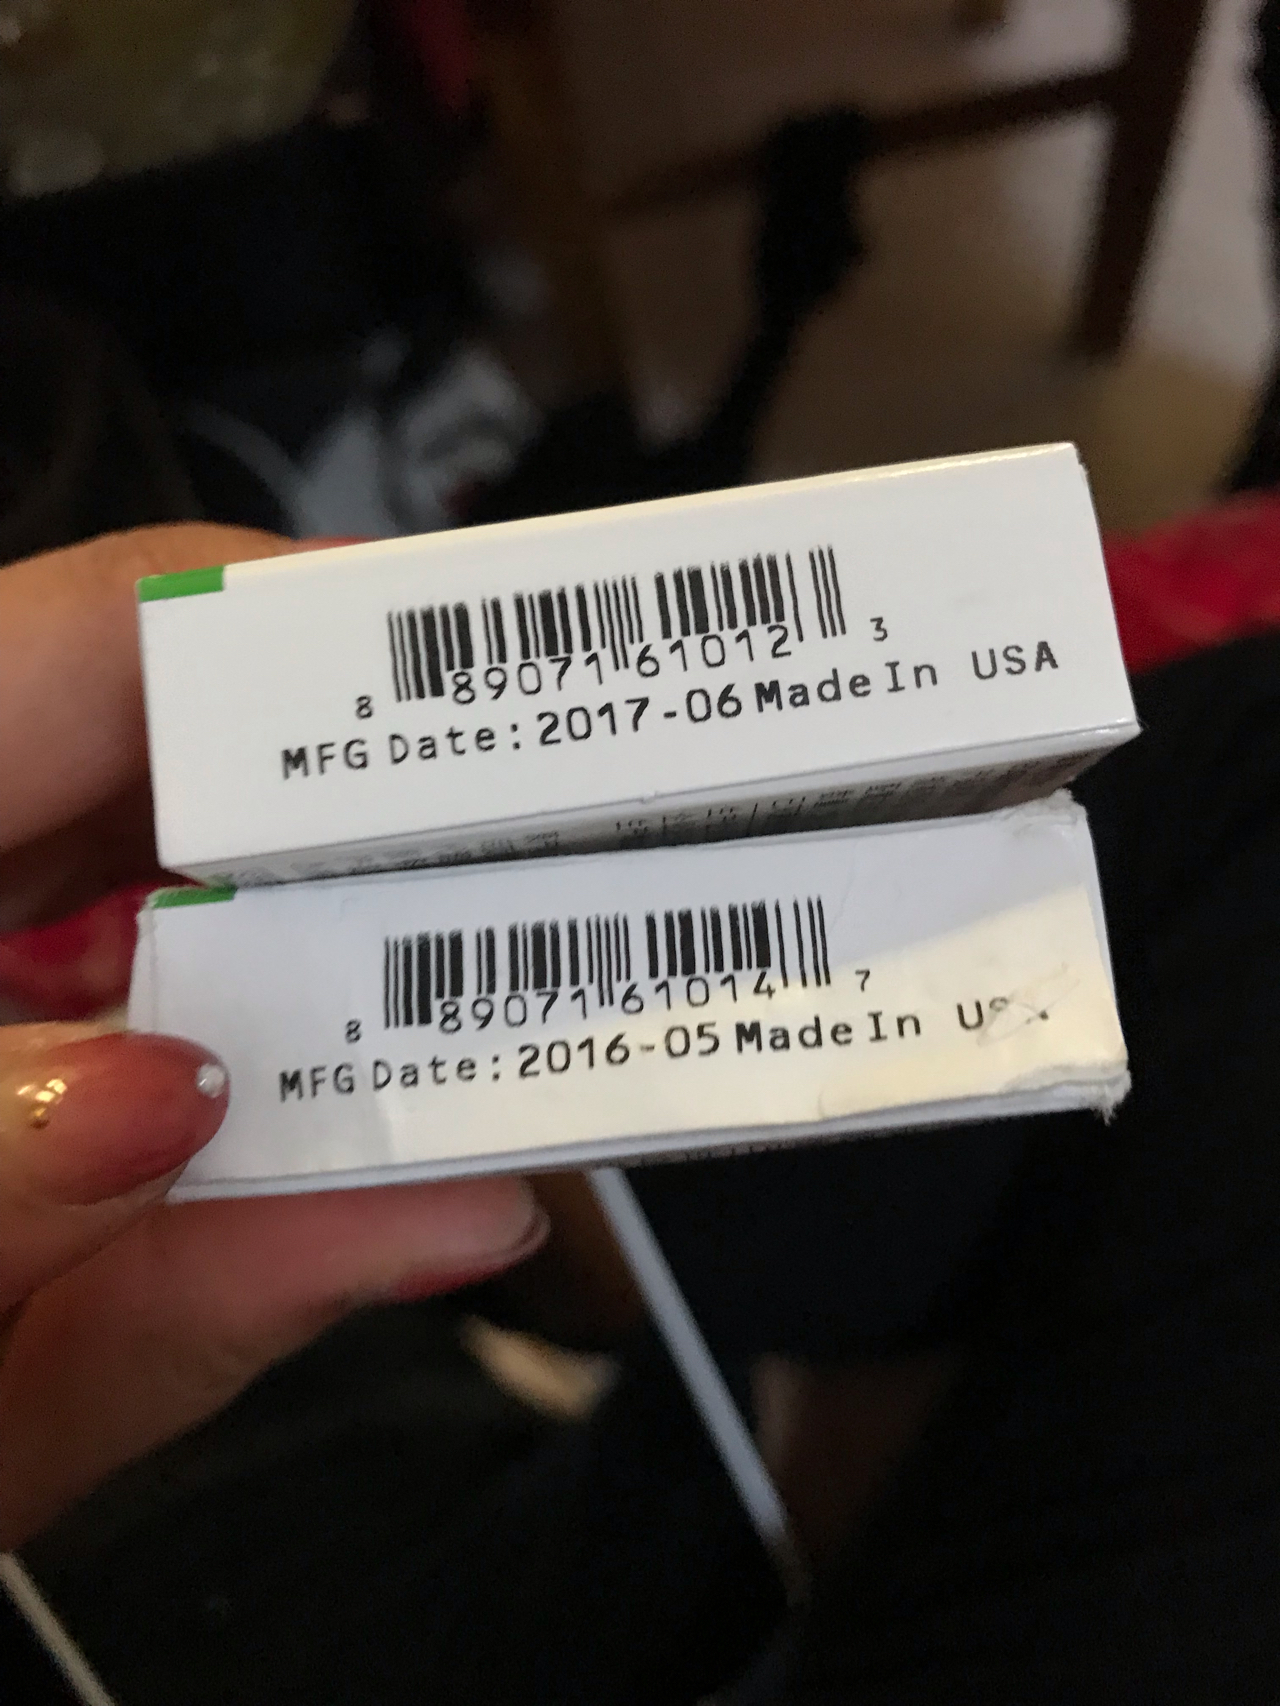 8 89071 61012 3
MFG Date: 2017-06 Made In USA
8 89071 61014 7
MFG Date: 2016-05 Made In